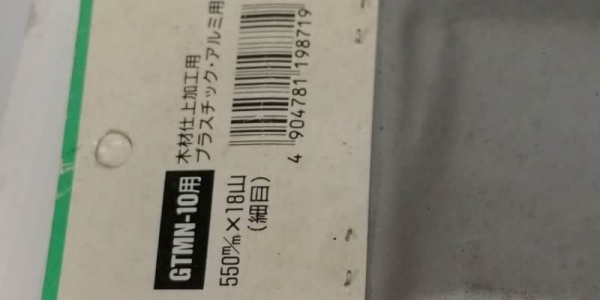 GTMN-10用
木材仕上加工用
プラスチック・アルミ用
550m/m×18山
(細目)
4 904781 198719